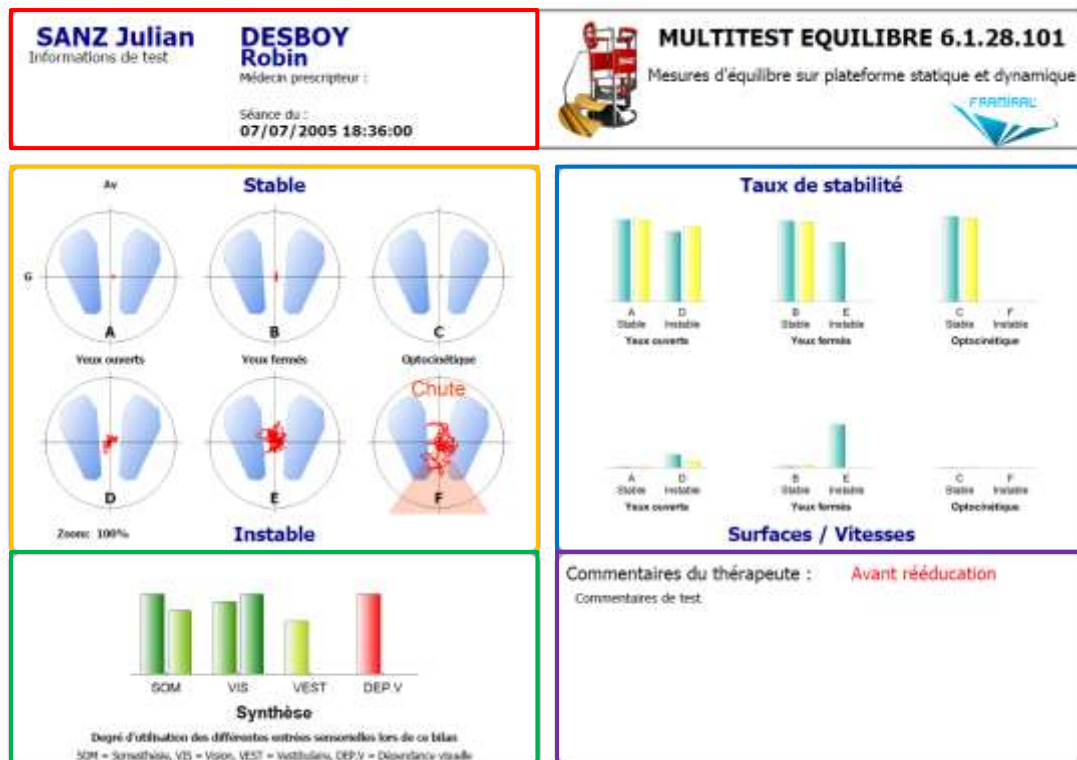 SANZ Julian
Informations de test
DESBOY
Robin
Médecin prescripteur :
Séance du :
07/07/2005 18:36:00
MULTITEST EQUILIBRE 6.1.28.101
Mesures d'équilibre sur plateforme statique et dynamique
FRAMIRAL
Av
Stable
G
A
B
C
Yeux ouverts
Yeux fermés
Optocinétique
Chute
D
E
F
Zoom: 100%
Instable
Taux de stabilité
A
D
B
E
C
F
Stable
Instable
Stable
Instable
Stable
Instable
Yeux ouverts
Yeux fermés
Optocinétique
A
D
B
E
C
F
Stable
Instable
Stable
Instable
Stable
Instable
Yeux ouverts
Yeux fermés
Optocinétique
Surfaces / Vitesses
SOM
VIS
VEST
DEP.V
Synthèse
Degré d'utilisation des différentes entrées sensorielles lors de ce bilan
SOM = Somesthésie, VIS = Vision, VEST = Vestibulaire, DEP.V = Dépendance visuelle
Commentaires du thérapeute :
Avant rééducation
Commentaires de test